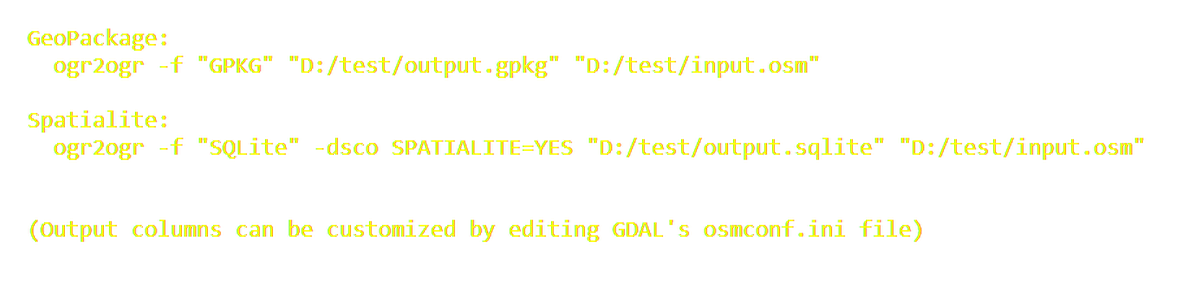 GeoPackage:
  ogr2ogr -f "GPKG" "D:/test/output.gpkg" "D:/test/input.osm"
Spatialite:
  ogr2ogr -f "SQLite" -dsco SPATIALITE=YES "D:/test/output.sqlite" "D:/test/input.osm"
(Output columns can be customized by editing GDAL's osmconf.ini file)